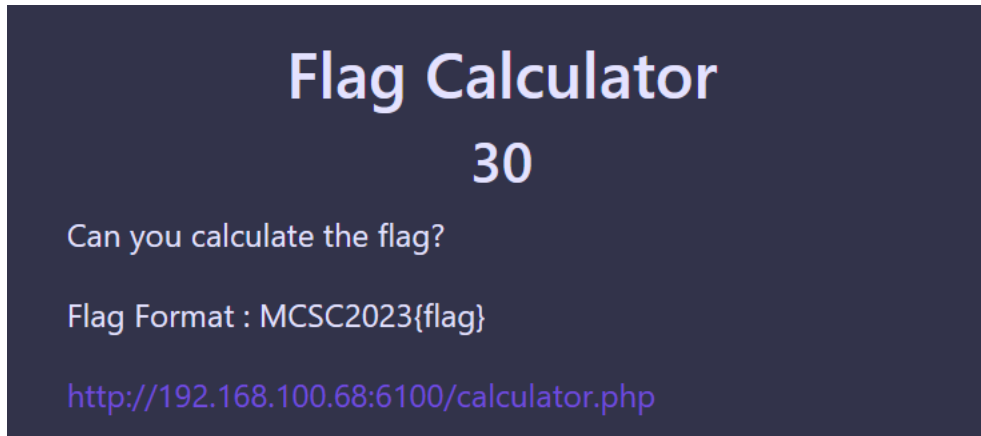 Flag Calculator
30
Can you calculate the flag?
Flag Format : MCSC2023{flag}
http://192.168.100.68:6100/calculator.php